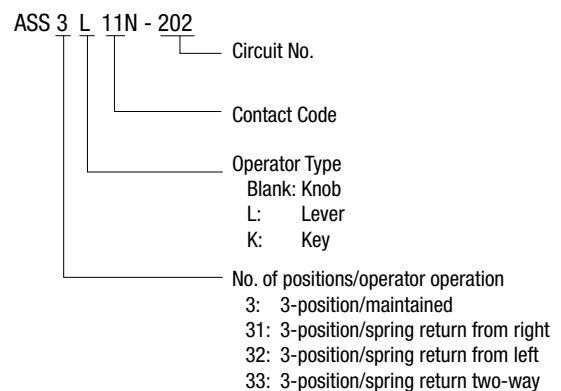 ASS 3 L 11N - 202
Circuit No.
Contact Code
Operator Type
Blank: Knob
L: Lever
K: Key
No. of positions/operator operation
3: 3-position/maintained
31: 3-position/spring return from right
32: 3-position/spring return from left
33: 3-position/spring return two-way